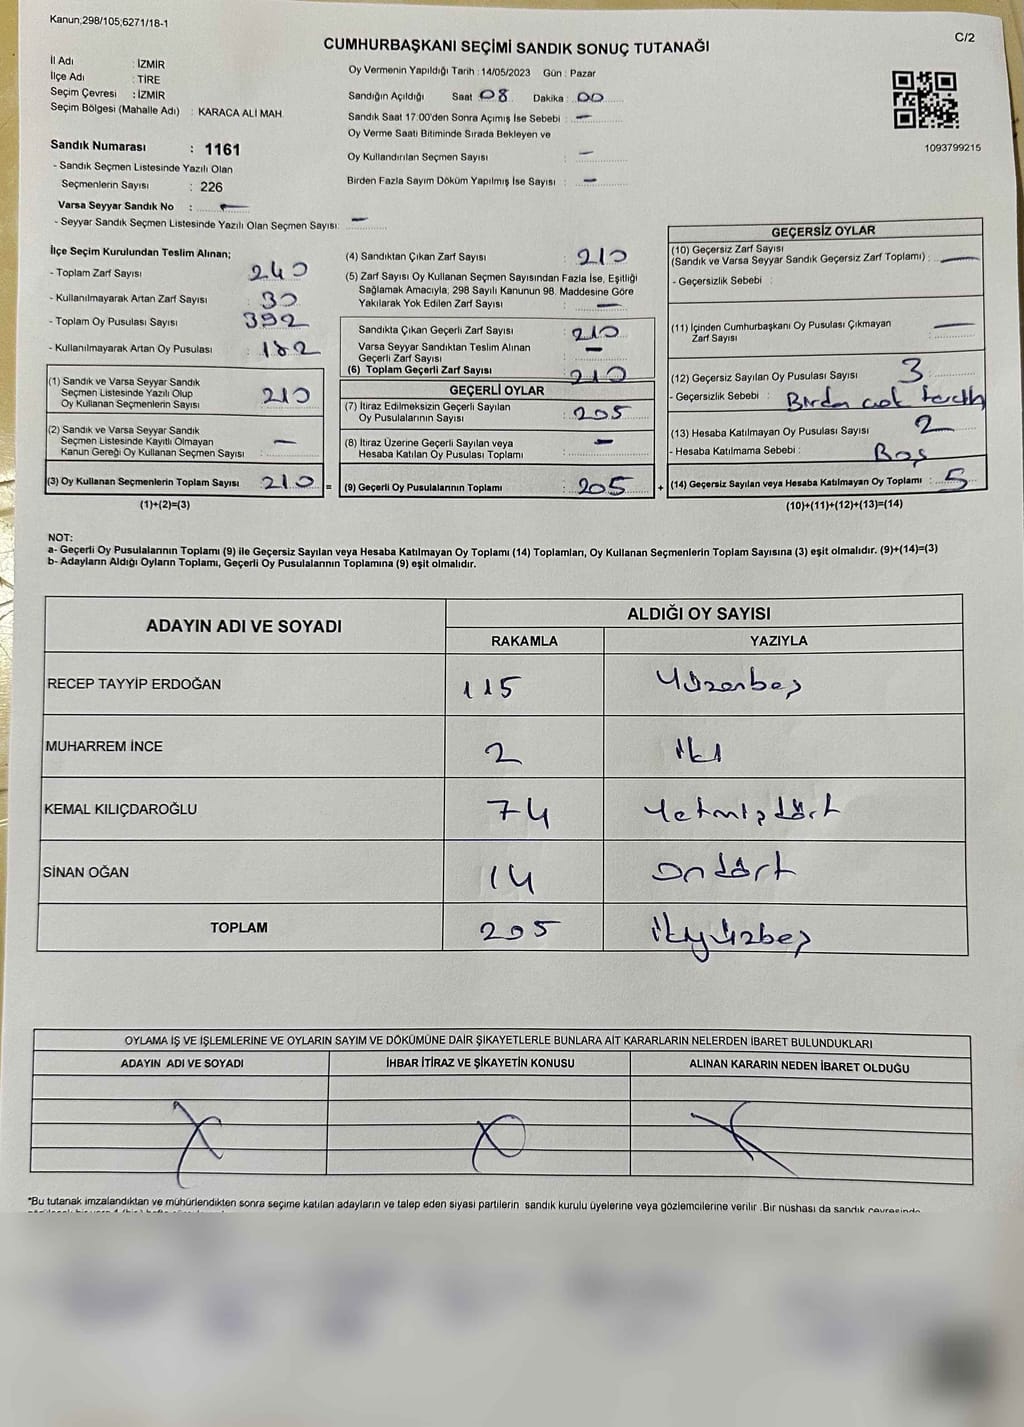 Kanun;298/105;6271/18-1
C/2
CUMHURBAŞKANI SEÇİMİ SANDIK SONUÇ TUTANAĞI
İl Adı : İZMİR
İlçe Adı : TİRE
Seçim Çevresi : İZMİR
Seçim Bölgesi (Mahalle Adı) : KARACA ALİ MAH.
Sandık Numarası : 1161
- Sandık Seçmen Listesinde Yazılı Olan
Seçmenlerin Sayısı : 226
Varsa Seyyar Sandık No : —
- Seyyar Sandık Seçmen Listesinde Yazılı Olan Seçmen Sayısı: —
Oy Vermenin Yapıldığı Tarih : 14/05/2023 Gün : Pazar
Sandığın Açıldığı Saat 08 Dakika : 00
Sandık Saat 17:00'den Sonra Açımış İse Sebebi : —
Oy Verme Saati Bitiminde Sırada Bekleyen ve
Oy Kullandırılan Seçmen Sayısı : —
Birden Fazla Sayım Döküm Yapılmış İse Sayısı : —
1093799215
İlçe Seçim Kurulundan Teslim Alınan;
- Toplam Zarf Sayısı : 240
- Kullanılmayarak Artan Zarf Sayısı : 30
- Toplam Oy Pusulası Sayısı : 392
- Kullanılmayarak Artan Oy Pusulası : 182
(1) Sandık ve Varsa Seyyar Sandık
Seçmen Listesinde Yazılı Olup
Oy Kullanan Seçmenlerin Sayısı : 210
(2) Sandık ve Varsa Seyyar Sandık
Seçmen Listesinde Kayıtlı Olmayan
Kanun Gereği Oy Kullanan Seçmen Sayısı : —
(3) Oy Kullanan Seçmenlerin Toplam Sayısı : 210 =
(1)+(2)=(3)
(4) Sandıktan Çıkan Zarf Sayısı : 210
(5) Zarf Sayısı Oy Kullanan Seçmen Sayısından Fazla İse, Eşitliği
Sağlamak Amacıyla, 298 Sayılı Kanunun 98. Maddesine Göre
Yakılarak Yok Edilen Zarf Sayısı : —
Sandıkta Çıkan Geçerli Zarf Sayısı : 210
Varsa Seyyar Sandıktan Teslim Alınan
Geçerli Zarf Sayısı : —
(6) Toplam Geçerli Zarf Sayısı : 210
GEÇERLİ OYLAR
(7) İtiraz Edilmeksizin Geçerli Sayılan
Oy Pusulasının Sayısı : 205
(8) İtiraz Üzerine Geçerli Sayılan veya
Hesaba Katılan Oy Pusulası Toplamı : —
(9) Geçerli Oy Pusulalarının Toplamı : 205 +
GEÇERSİZ OYLAR
(10) Geçersiz Zarf Sayısı
(Sandık ve Varsa Seyyar Sandık Geçersiz Zarf Toplamı) : —
- Geçersizlik Sebebi :
(11) İçinden Cumhurbaşkanı Oy Pusulası Çıkmayan
Zarf Sayısı : —
(12) Geçersiz Sayılan Oy Pusulası Sayısı : 3
- Geçersizlik Sebebi :
(13) Hesaba Katılmayan Oy Pusulası Sayısı : 2
- Hesaba Katılmama Sebebi : Boş
(14) Geçersiz Sayılan veya Hesaba Katılmayan Oy Toplamı : 5
(10)+(11)+(12)+(13)=(14)
NOT:
a- Geçerli Oy Pusulalarının Toplamı (9) ile Geçersiz Sayılan veya Hesaba Katılmayan Oy Toplamı (14) Toplamları, Oy Kullanan Seçmenlerin Toplam Sayısına (3) eşit olmalıdır. (9)+(14)=(3)
b- Adayların Aldığı Oyların Toplamı, Geçerli Oy Pusulalarının Toplamına (9) eşit olmalıdır.
ADAYIN ADI VE SOYADI
ALDIĞI OY SAYISI
RAKAMLA YAZIYLA
RECEP TAYYİP ERDOĞAN 115 Yüzonbeş
MUHARREM İNCE 2 iki
KEMAL KILIÇDAROĞLU 74 Yetmişdört
SİNAN OĞAN 14 Ondört
TOPLAM 205 ikiyüzbeş
OYLAMA İŞ VE İŞLEMLERİNE VE OYLARIN SAYIM VE DÖKÜMÜNE DAİR ŞİKAYETLERLE BUNLARA AİT KARARLARIN NELERDEN İBARET BULUNDUKLARI
ADAYIN ADI VE SOYADI İHBAR İTİRAZ VE ŞİKAYETİN KONUSU ALINAN KARARIN NEDEN İBARET OLDUĞU
*Bu tutanak imzalandıktan ve mühürlendikten sonra seçime katılan adayların ve talep eden siyasi partilerin sandık kurulu üyelerine veya gözlemcilerine verilir .Bir nüshası da sandık çevresinde